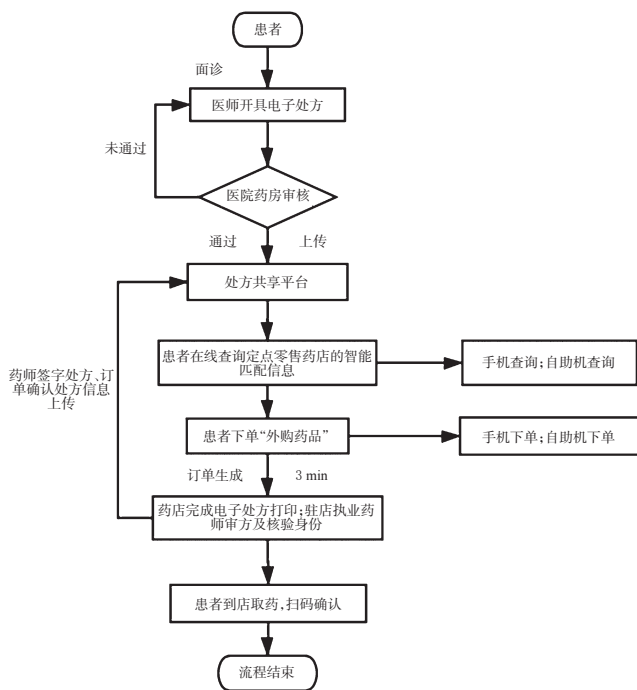 患者
面诊
医师开具电子处方
未通过
医院药房审核
通过 上传
处方共享平台
患者在线查询定点零售药店的智能
匹配信息
手机查询;自助机查询
药师签字处方、订
单确认处方信息
上传
患者下单“外购药品”
手机下单;自助机下单
订单生成 3 min
药店完成电子处方打印;驻店执业药
师审方及核验身份
患者到店取药,扫码确认
流程结束